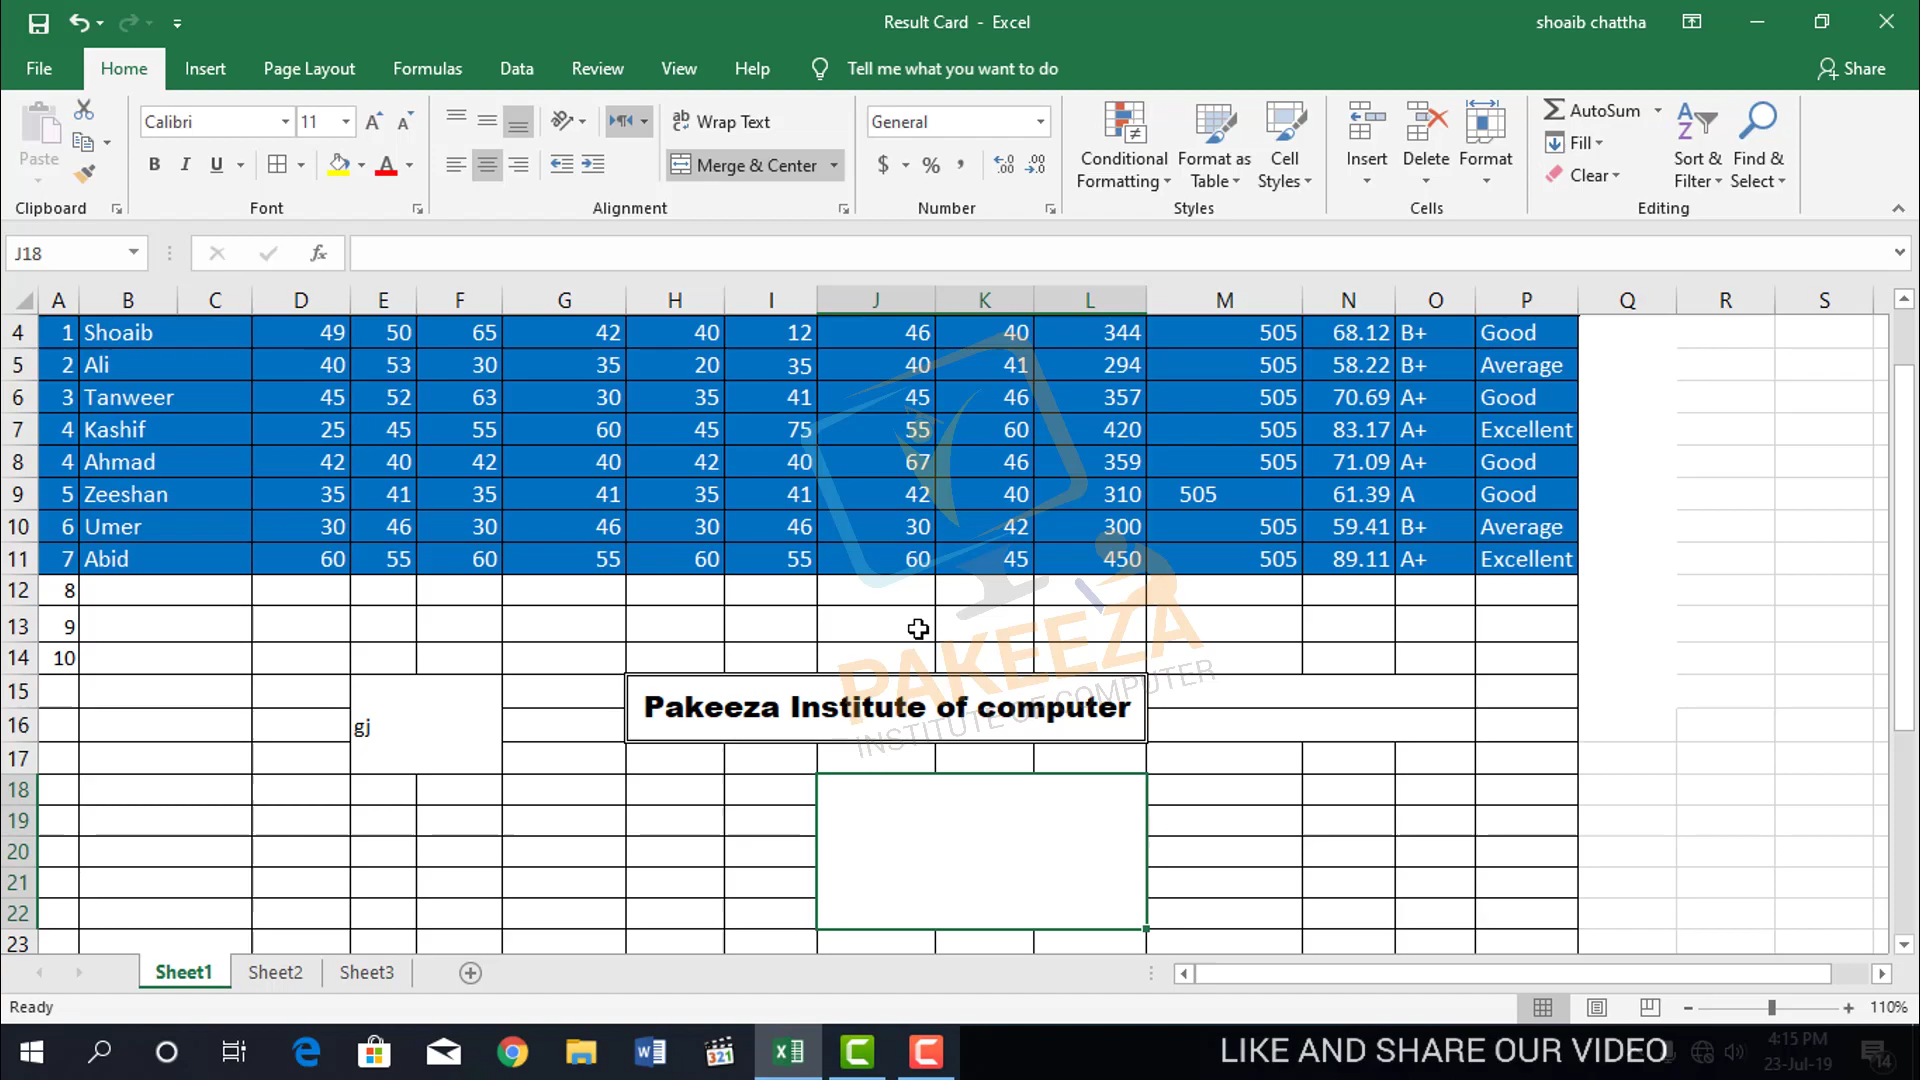 Result Card - Excel
shoaib chattha
File Home Insert Page Layout Formulas Data Review View Help Tell me what you want to do Share
Paste
Calibri 11
Wrap Text
General
Conditional Formatting
Format as Table
Cell Styles
Insert Delete Format
AutoSum
Fill
Clear
Sort & Filter
Find & Select
B I U
Merge & Center
$ % ,
Clipboard Font Alignment Number Styles Cells Editing
J18 fx
A B C D E F G H I J K L M N O P Q R S
4 1 Shoaib 49 50 65 42 40 12 46 40 344 505 68.12 B+ Good
5 2 Ali 40 53 30 35 20 35 40 41 294 505 58.22 B+ Average
6 3 Tanweer 45 52 63 30 35 41 45 46 357 505 70.69 A+ Good
7 4 Kashif 25 45 55 60 45 75 55 60 420 505 83.17 A+ Excellent
8 4 Ahmad 42 40 42 40 42 40 67 46 359 505 71.09 A+ Good
9 5 Zeeshan 35 41 35 41 35 41 42 40 310 505 61.39 A Good
10 6 Umer 30 46 30 46 30 46 30 42 300 505 59.41 B+ Average
11 7 Abid 60 55 60 55 60 55 60 45 450 505 89.11 A+ Excellent
12 8
13 9
14 10
PAKEEZA
INSTITUTE OF COMPUTER
15
Pakeeza Institute of computer
16 gj
17
18
19
20
21
22
23
Sheet1 Sheet2 Sheet3
Ready
110%
LIKE AND SHARE OUR VIDEO
4:15 PM
23-Jul-19
14
321